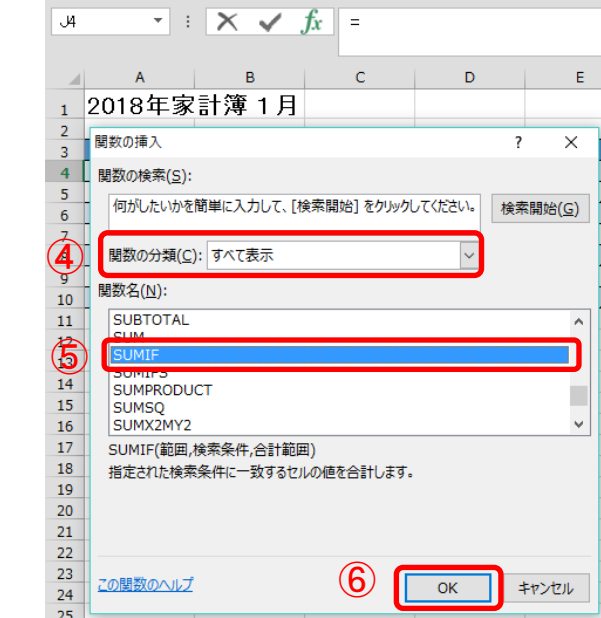 J4 fx =
A B C D E
1 2018年家計簿 1月
2
3
4
5
6
7
8
9
10
11
12
13
14
15
16
17
18
19
20
21
22
23
24
25
関数の挿入 ? ×
関数の検索(S):
何がしたいかを簡単に入力して、[検索開始] をクリックしてください。 検索開始(G)
④ 関数の分類(C): すべて表示
関数名(N):
SUBTOTAL
SUM
⑤ SUMIF
SUMIFS
SUMPRODUCT
SUMSQ
SUMX2MY2
SUMIF(範囲,検索条件,合計範囲)
指定された検索条件に一致するセルの値を合計します。
この関数のヘルプ ⑥ OK キャンセル